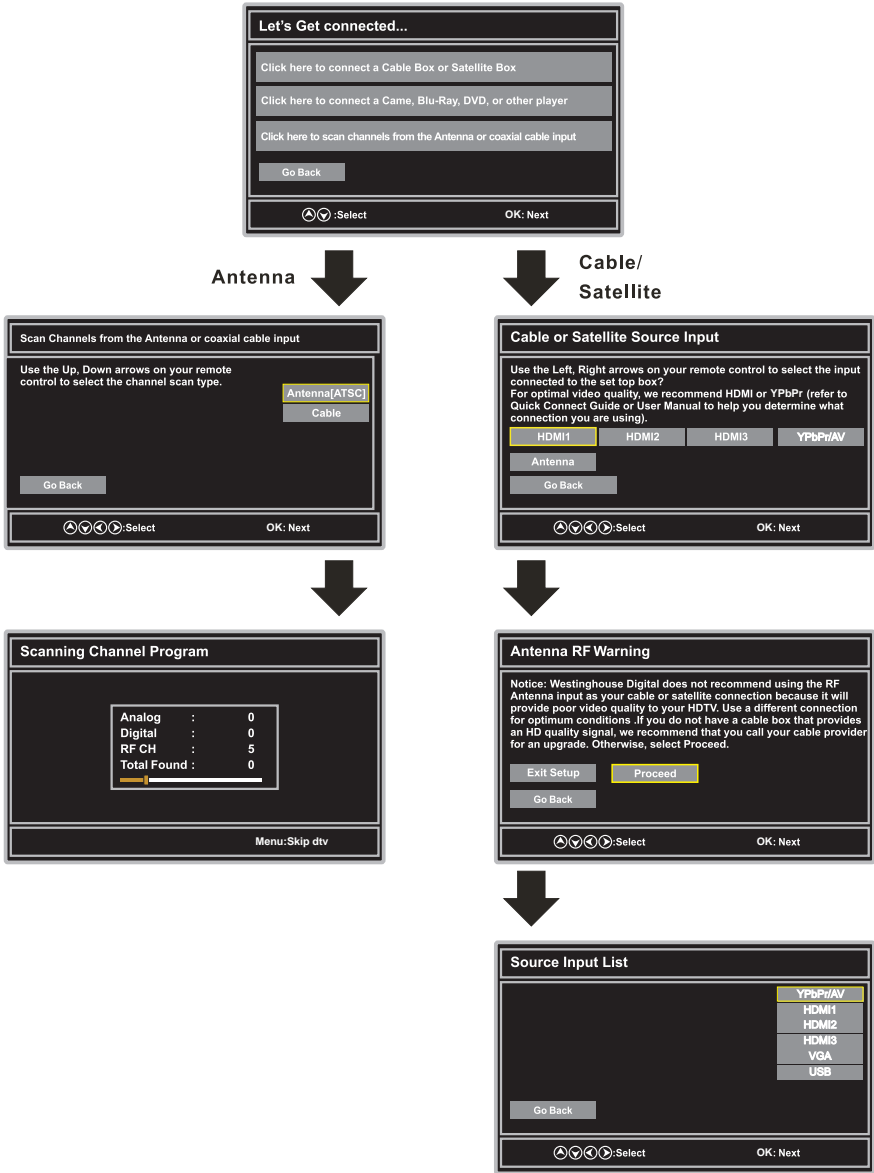 Let's Get connected...
Click here to connect a Cable Box or Satellite Box
Click here to connect a Came, Blu-Ray, DVD, or other player
Click here to scan channels from the Antenna or coaxial cable input
Go Back
:Select
OK: Next
Antenna
Cable/
Satellite
Scan Channels from the Antenna or coaxial cable input
Use the Up, Down arrows on your remote
control to select the channel scan type.
Antenna[ATSC]
Cable
Go Back
:Select
OK: Next
Cable or Satellite Source Input
Use the Left, Right arrows on your remote control to select the input
connected to the set top box?
For optimal video quality, we recommend HDMI or YPbPr (refer to
Quick Connect Guide or User Manual to help you determine what
connection you are using).
HDMI1
HDMI2
HDMI3
YPbPr/AV
Antenna
Go Back
:Select
OK: Next
Scanning Channel Program
Analog : 0
Digital : 0
RF CH : 5
Total Found : 0
Menu:Skip dtv
Antenna RF Warning
Notice: Westinghouse Digital does not recommend using the RF
Antenna input as your cable or satellite connection because it will
provide poor video quality to your HDTV. Use a different connection
for optimum conditions .If you do not have a cable box that provides
an HD quality signal, we recommend that you call your cable provider
for an upgrade. Otherwise, select Proceed.
Exit Setup
Proceed
Go Back
:Select
OK: Next
Source Input List
YPbPr/AV
HDMI1
HDMI2
HDMI3
VGA
USB
Go Back
:Select
OK: Next